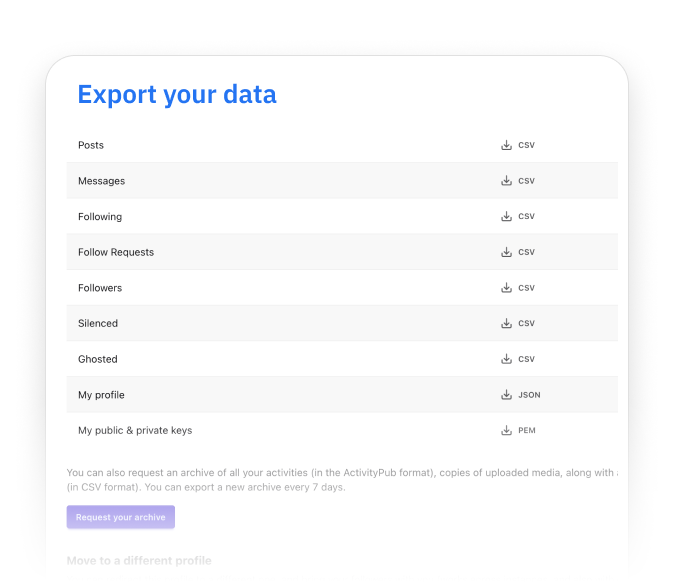 Export your data
Posts CSV
Messages CSV
Following CSV
Follow Requests CSV
Followers CSV
Silenced CSV
Ghosted CSV
My profile JSON
My public & private keys PEM
You can also request an archive of all your activities (in the ActivityPub format), copies of uploaded media, along with
(in CSV format). You can export a new archive every 7 days.
Request your archive
Move to a different profile